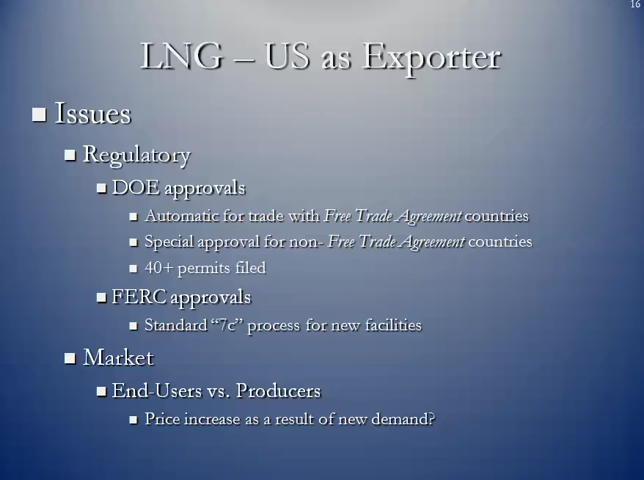 16
LNG – US as Exporter
Issues
Regulatory
DOE approvals
Automatic for trade with Free Trade Agreement countries
Special approval for non- Free Trade Agreement countries
40+ permits filed
FERC approvals
Standard “7c” process for new facilities
Market
End-Users vs. Producers
Price increase as a result of new demand?